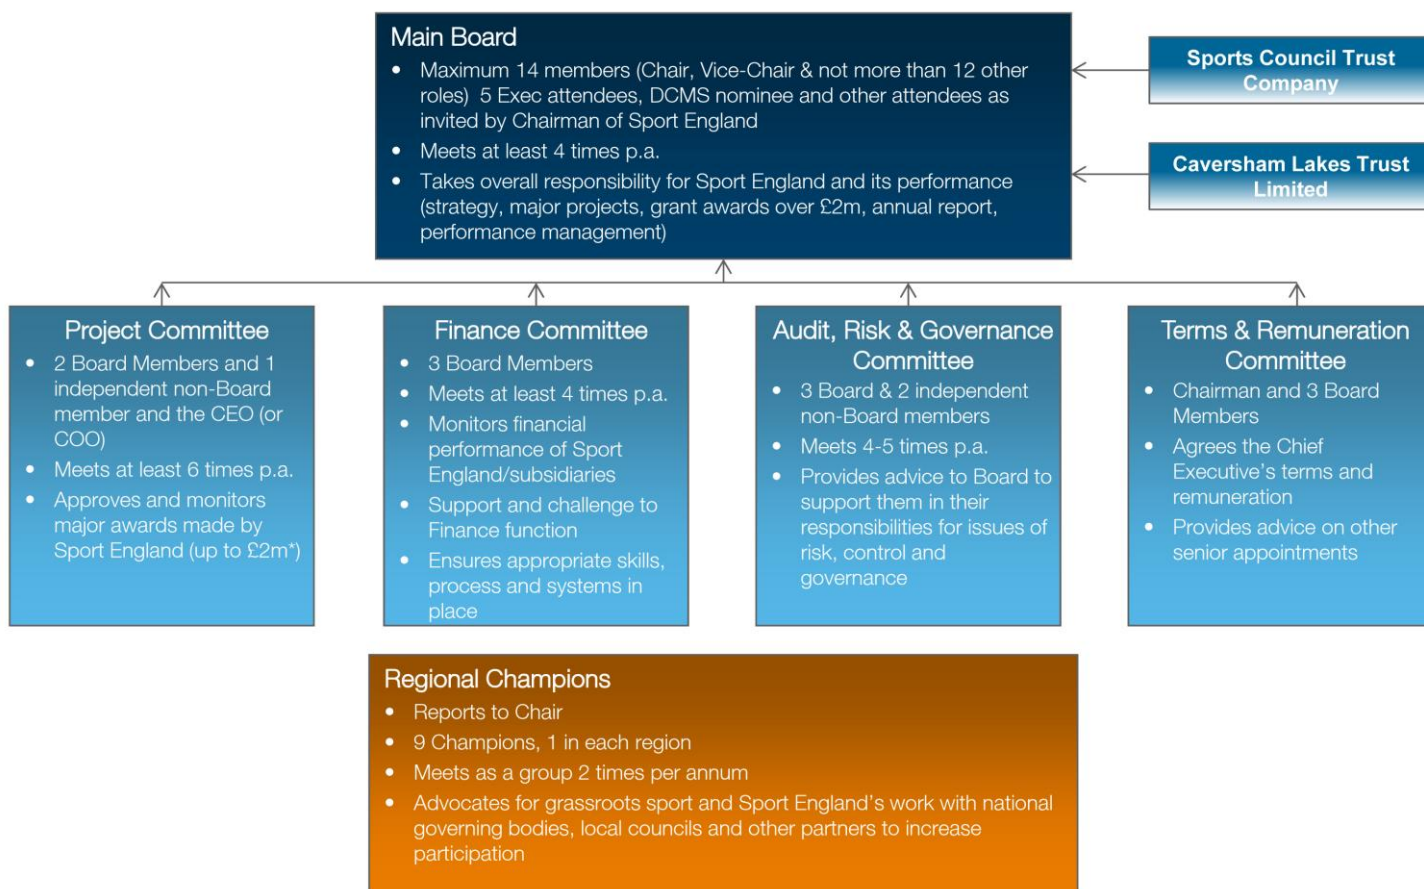 Main Board
• Maximum 14 members (Chair, Vice-Chair & not more than 12 other
roles)  5 Exec attendees, DCMS nominee and other attendees as
invited by Chairman of Sport England
• Meets at least 4 times p.a.
• Takes overall responsibility for Sport England and its performance
(strategy, major projects, grant awards over £2m, annual report,
performance management)
Sports Council Trust
Company
Caversham Lakes Trust
Limited
Project Committee
• 2 Board Members and 1
independent non-Board
member and the CEO (or
COO)
• Meets at least 6 times p.a.
• Approves and monitors
major awards made by
Sport England (up to £2m*)
Finance Committee
• 3 Board Members
• Meets at least 4 times p.a.
• Monitors financial
performance of Sport
England/subsidiaries
• Support and challenge to
Finance function
• Ensures appropriate skills,
process and systems in
place
Audit, Risk & Governance
Committee
• 3 Board & 2 independent
non-Board members
• Meets 4-5 times p.a.
• Provides advice to Board to
support them in their
responsibilities for issues of
risk, control and
governance
Terms & Remuneration
Committee
• Chairman and 3 Board
Members
• Agrees the Chief
Executive's terms and
remuneration
• Provides advice on other
senior appointments
Regional Champions
• Reports to Chair
• 9 Champions, 1 in each region
• Meets as a group 2 times per annum
• Advocates for grassroots sport and Sport England's work with national
governing bodies, local councils and other partners to increase
participation